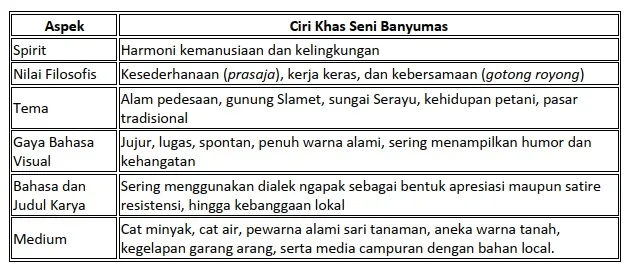 Aspek Ciri Khas Seni Banyumas
Spirit Harmoni kemanusiaan dan kelingkungan
Nilai Filosofis Kesederhanaan (prasaja), kerja keras, dan kebersamaan (gotong royong)
Tema Alam pedesaan, gunung Slamet, sungai Serayu, kehidupan petani, pasar
tradisional
Gaya Bahasa
Visual
Jujur, lugas, spontan, penuh warna alami, sering menampilkan humor dan
kehangatan
Bahasa dan
Judul Karya
Sering menggunakan dialek ngapak sebagai bentuk apresiasi maupun satire
resistensi, hingga kebanggaan lokal
Medium Cat minyak, cat air, pewarna alami sari tanaman, aneka warna tanah,
kegelapan garang arang, serta media campuran dengan bahan local.